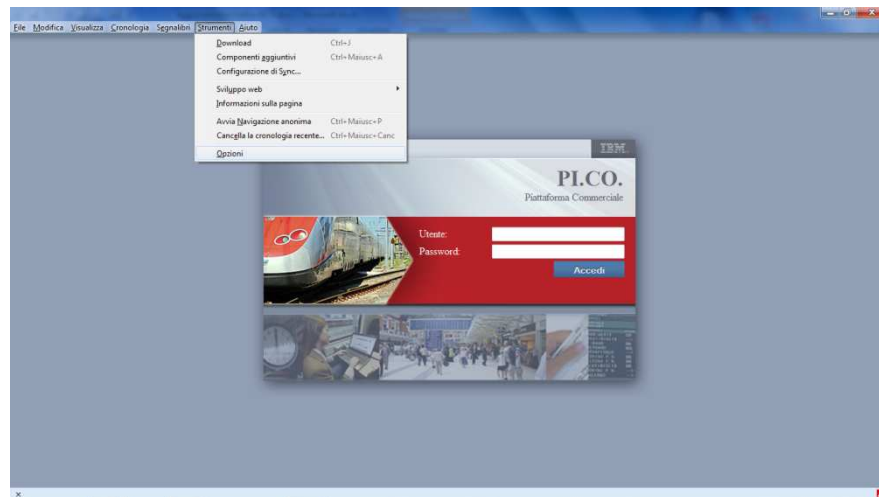 File Modifica Visualizza Cronologia Segnalibri Strumenti Aiuto
Download Ctrl+J
Componenti aggiuntivi Ctrl+Maiusc+A
Configurazione di Sync...
Sviluppo web
Informazioni sulla pagina
Avvia Navigazione anonima Ctrl+Maiusc+P
Cancella la cronologia recente... Ctrl+Maiusc+Canc
Opzioni
IBM
PI.CO.
Piattaforma Commerciale
Utente:
Password:
Accedi